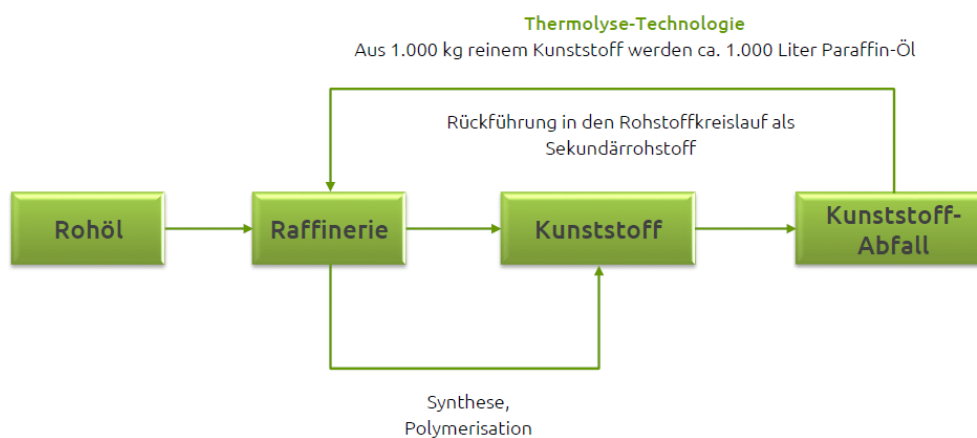 Thermolyse-Technologie
Aus 1.000 kg reinem Kunststoff werden ca. 1.000 Liter Paraffin-Öl
Rückführung in den Rohstoffkreislauf als
Sekundärrohstoff
Rohöl
Raffinerie
Kunststoff
Kunststoff-
Abfall
Synthese,
Polymerisation